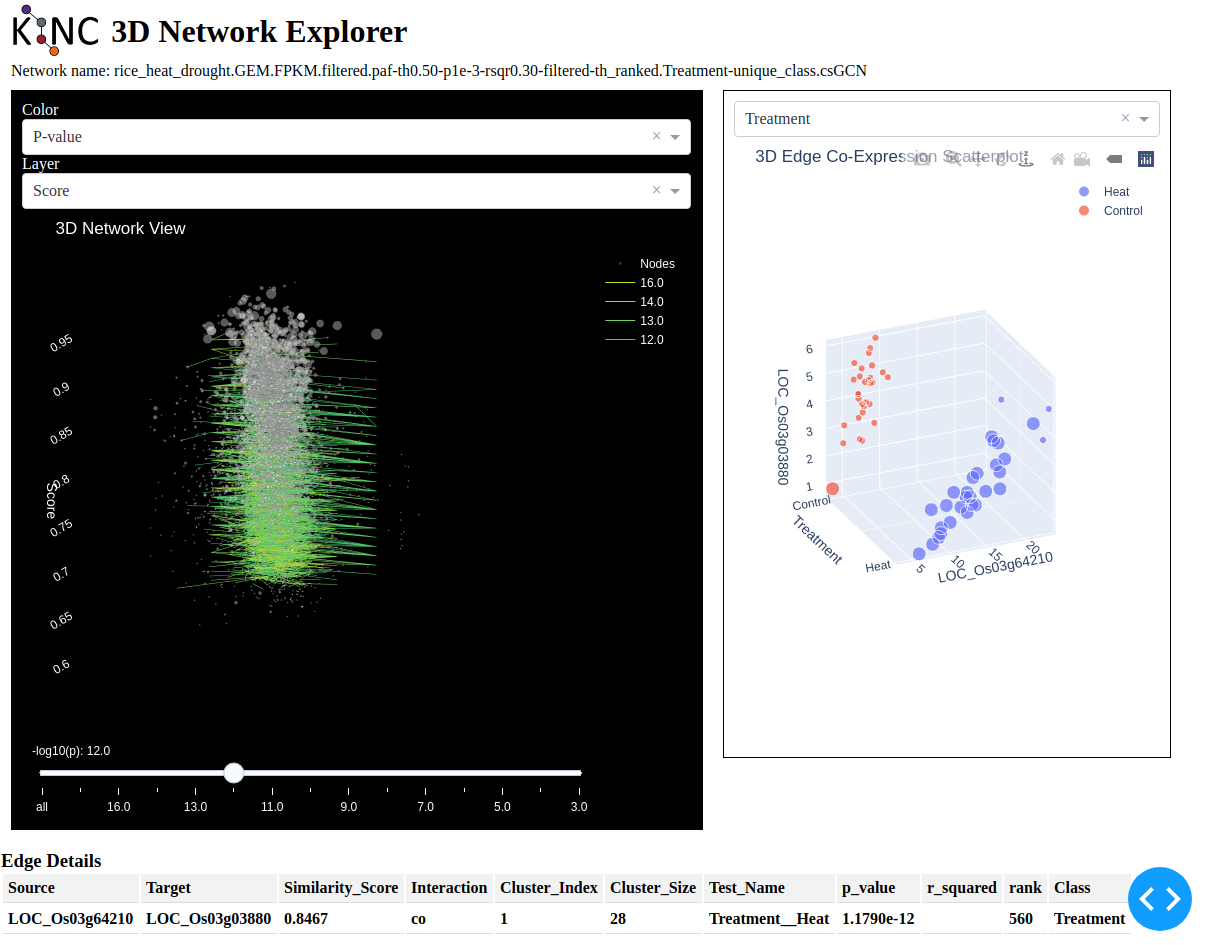 KINC 3D Network Explorer
Network name: rice_heat_drought.GEM.FPKM.filtered.paf-th0.50-p1e-3-rsqr0.30-filtered-th_ranked.Treatment-unique_class.csGCN
Color
P-value
Layer
Score
3D Network View
Nodes
16.0
14.0
13.0
12.0
0.95
0.9
0.85
0.8
Score
0.75
0.7
0.65
0.6
-log10(p): 12.0
all 16.0 13.0 11.0 9.0 7.0 5.0 3.0
Treatment
3D Edge Co-Expression Scatterplot
Heat
Control
6
5
4
3
2
1
LOC_Os03g03880
Control
Treatment
Heat
5
10
15
20
LOC_Os03g64210
Edge Details
Source Target Similarity_Score Interaction Cluster_Index Cluster_Size Test_Name p_value r_squared rank Class
LOC_Os03g64210 LOC_Os03g03880 0.8467 co 1 28 Treatment__Heat 1.1790e-12 560 Treatment